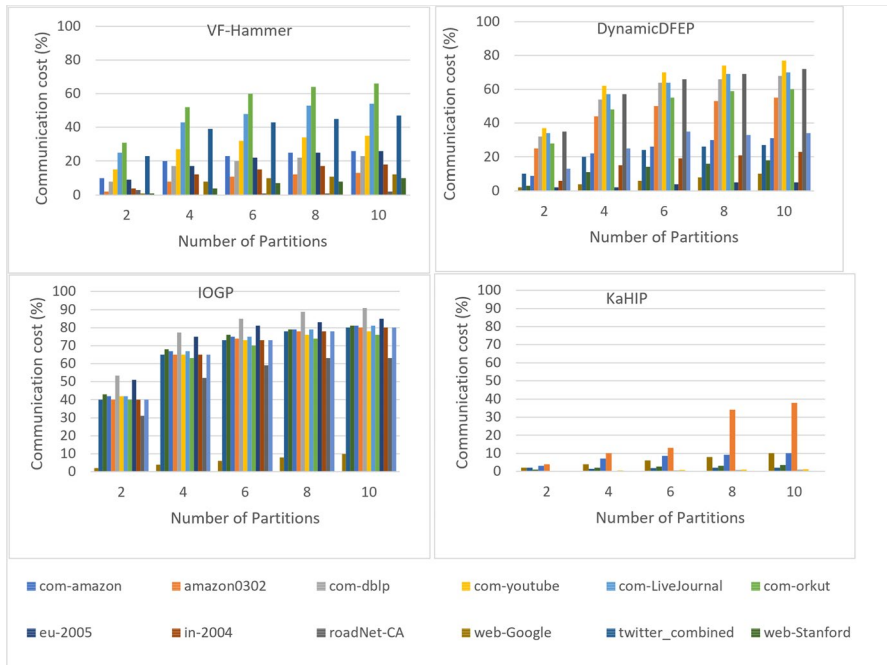 VF-Hammer
Communication cost (%)
100
80
60
40
20
0
2 4 6 8 10
Number of Partitions
DynamicDFEP
Communication cost (%)
100
80
60
40
20
0
2 4 6 8 10
Number of Partitions
IOGP
Communication cost (%)
100
90
80
70
60
50
40
30
20
10
0
2 4 6 8 10
Number of Partitions
KaHIP
Communication cost (%)
100
90
80
70
60
50
40
30
20
10
0
2 4 6 8 10
Number of Partitions
com-amazon amazon0302 com-dblp com-youtube com-LiveJournal com-orkut
eu-2005 in-2004 roadNet-CA web-Google twitter_combined web-Stanford